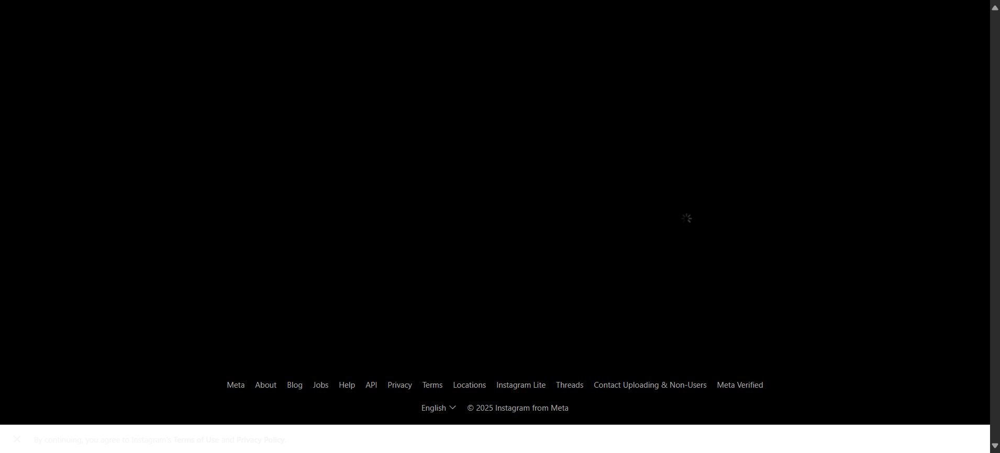 Meta About Blog Jobs Help API Privacy Terms Locations Instagram Lite Threads Contact Uploading & Non-Users Meta Verified
English © 2025 Instagram from Meta
By continuing, you agree to Instagram's Terms of Use and Privacy Policy.